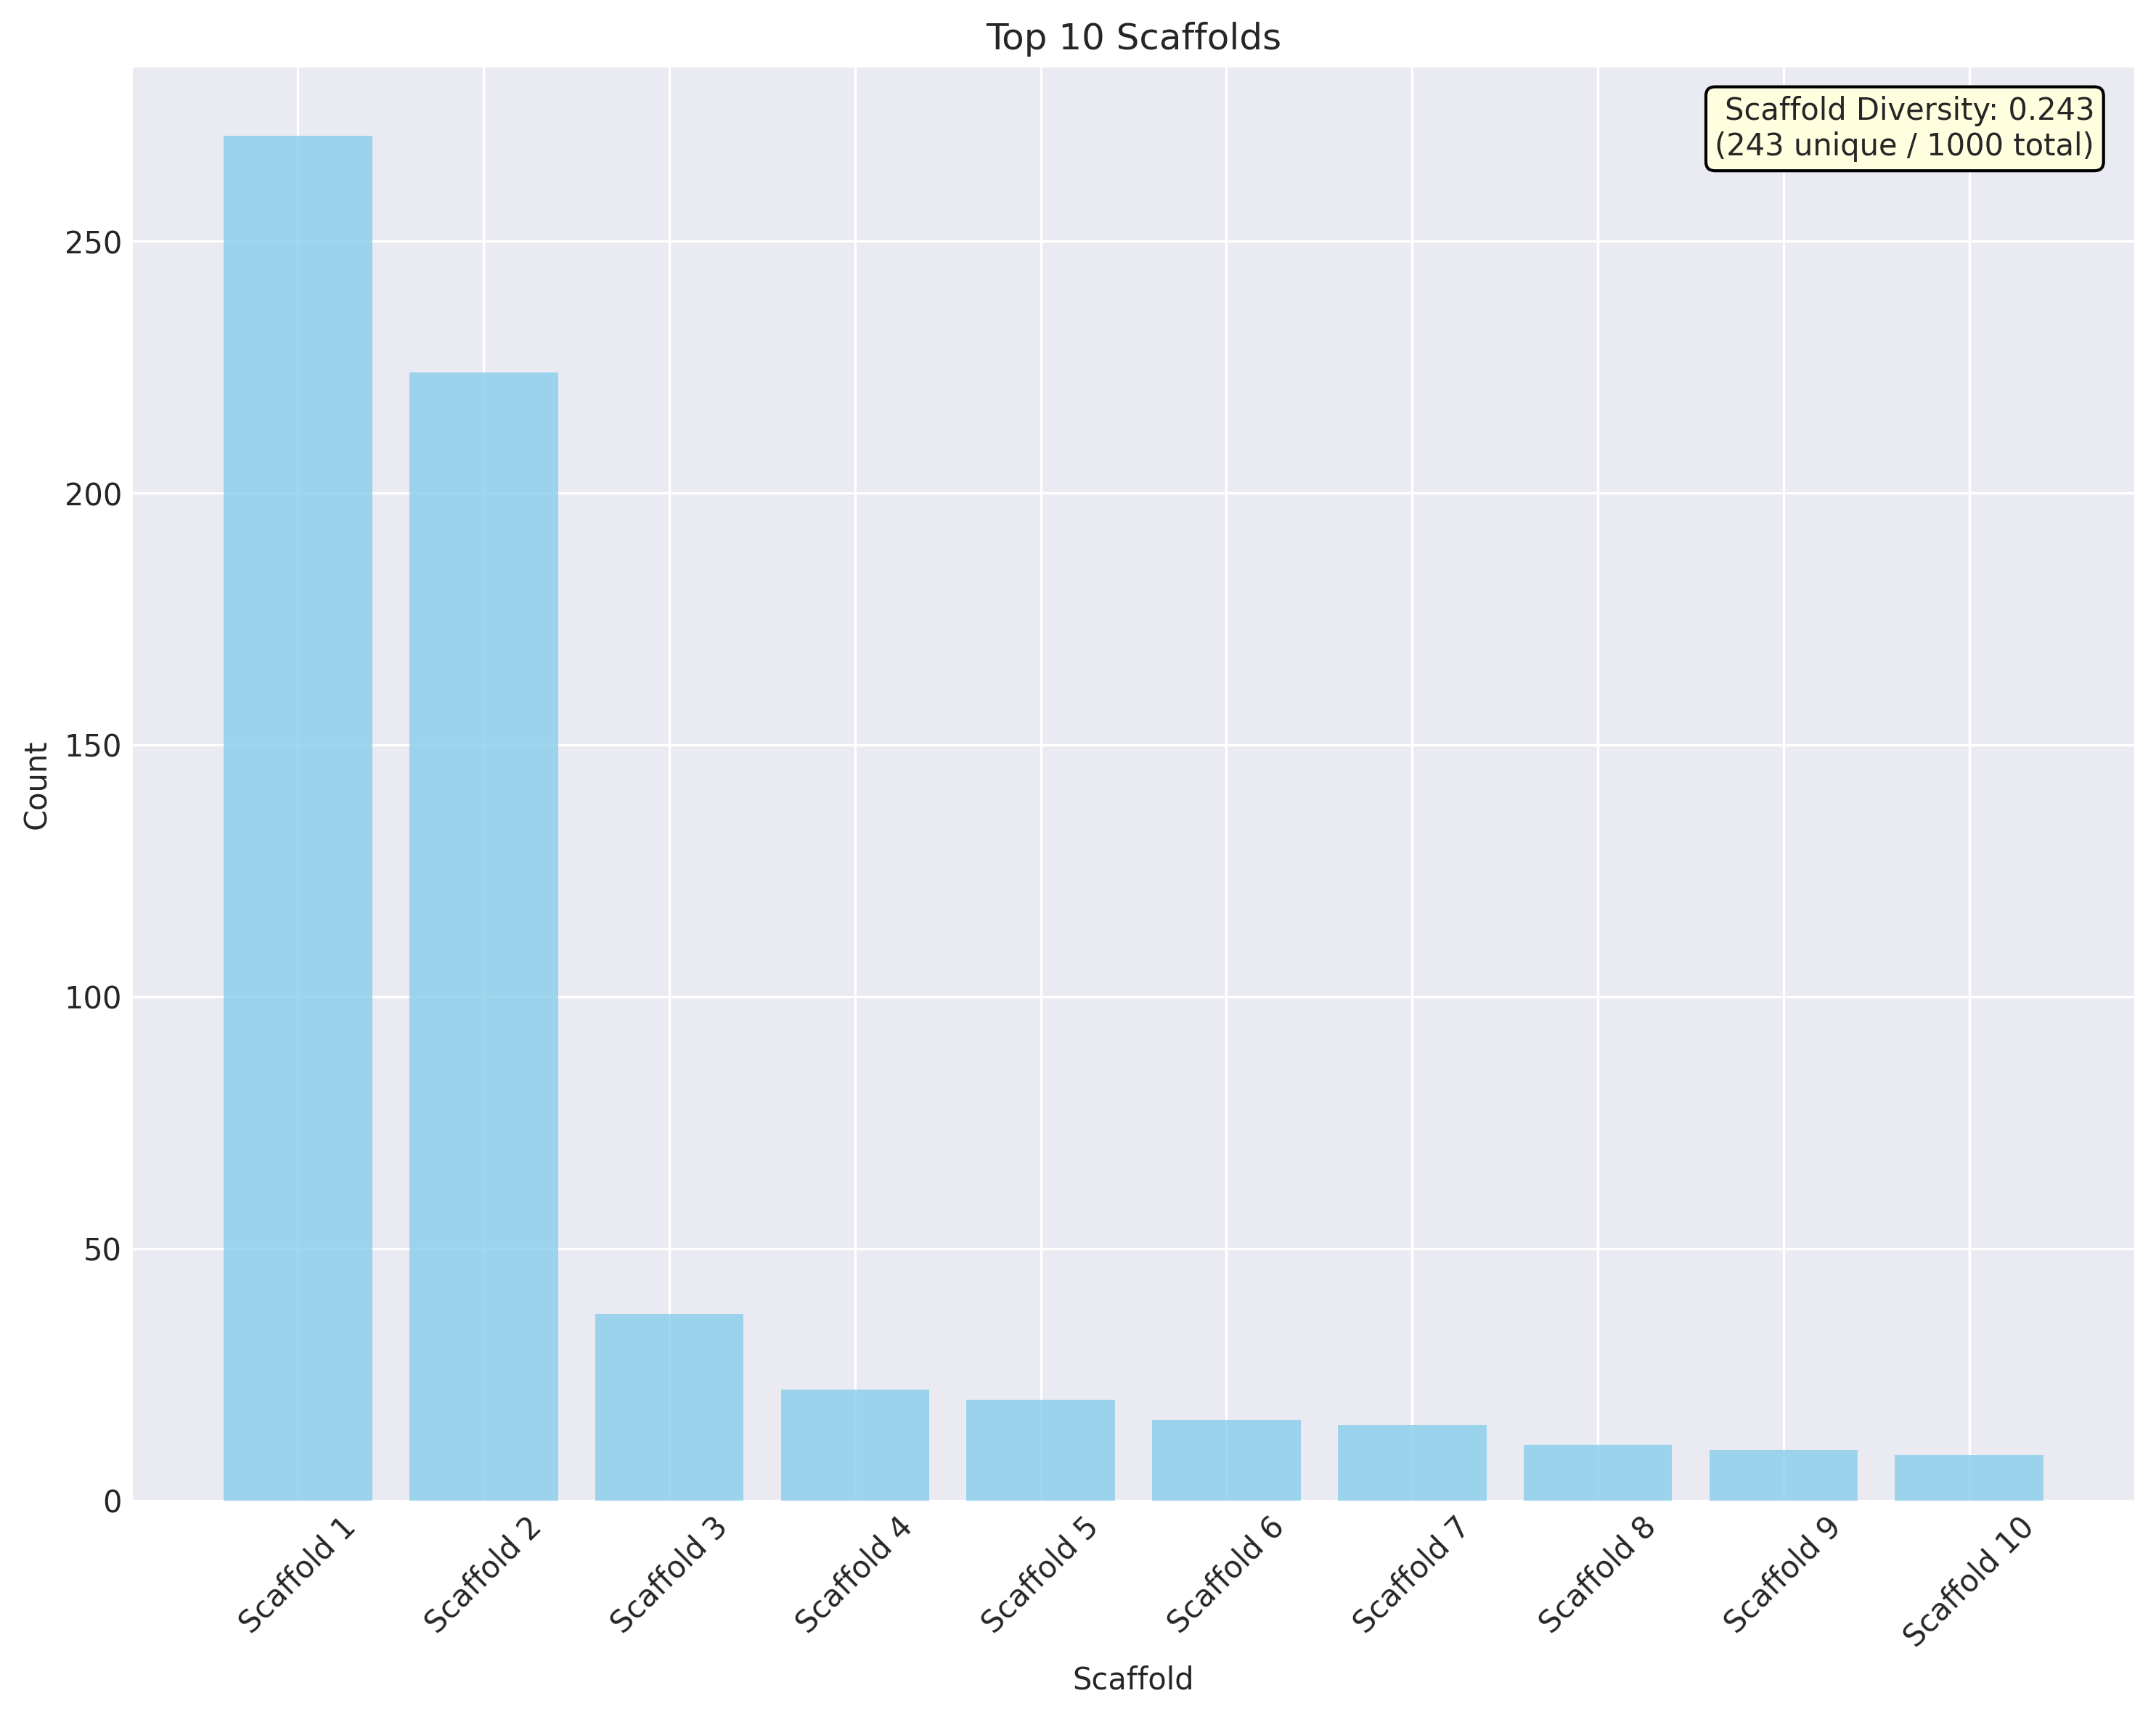 Top 10 Scaffolds
Scaffold Diversity: 0.243
(243 unique / 1000 total)
Count
250
200
150
100
50
0
Scaffold 1
Scaffold 2
Scaffold 3
Scaffold 4
Scaffold 5
Scaffold 6
Scaffold 7
Scaffold 8
Scaffold 9
Scaffold 10
Scaffold